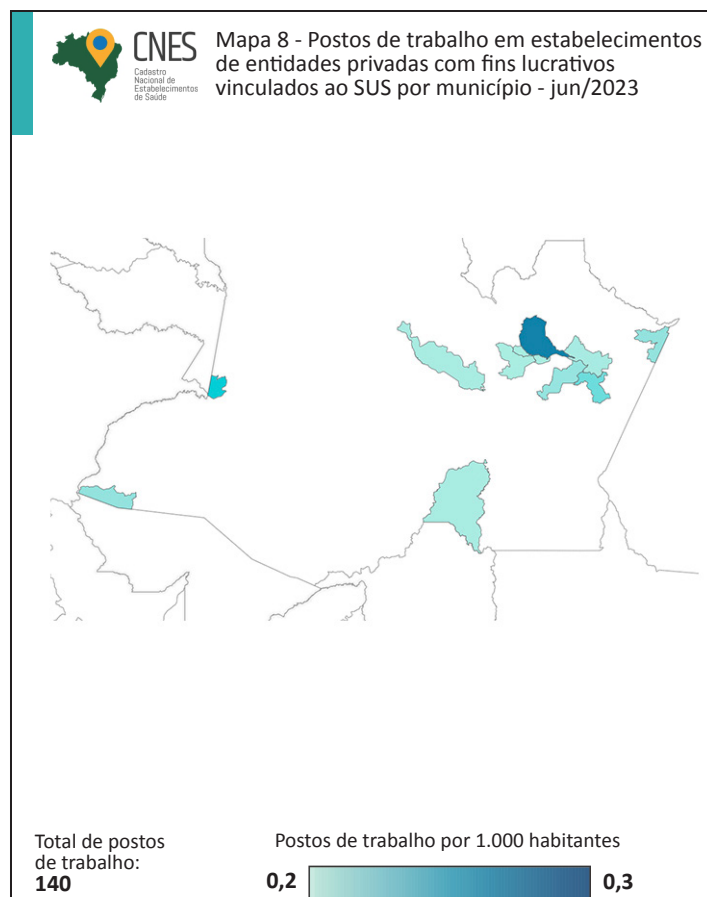 CNES
Cadastro
Nacional de
Estabelecimentos
de Saúde
Mapa 8 - Postos de trabalho em estabelecimentos
de entidades privadas com fins lucrativos
vinculados ao SUS por município - jun/2023
Total de postos
de trabalho:
140
Postos de trabalho por 1.000 habitantes
0,2 0,3